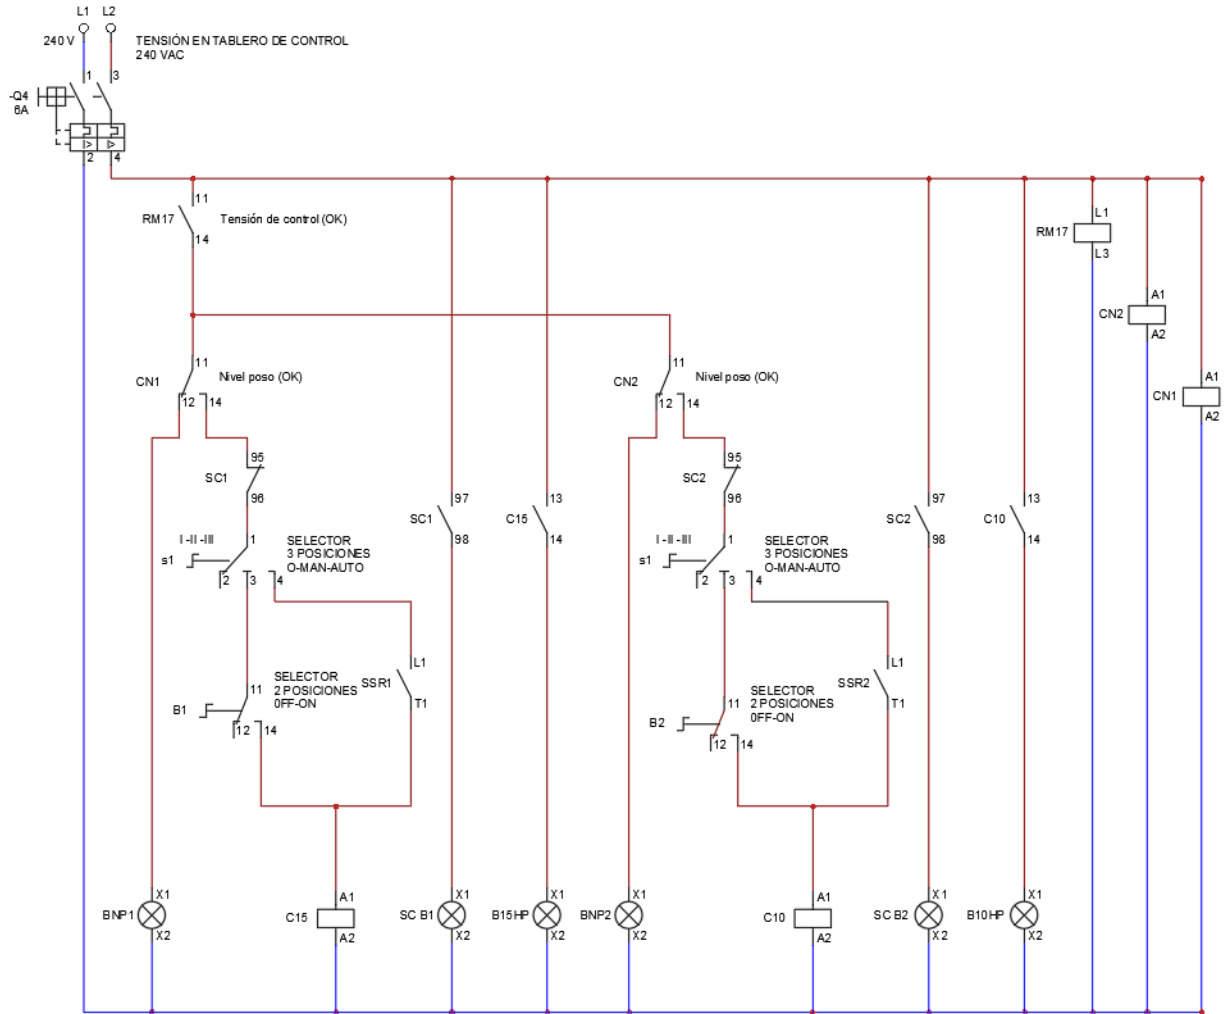 L1 L2
240 V
TENSIÓN EN TABLERO DE CONTROL
240 VAC
1 3
-Q4
6A
I> I>
2 4
11
RM17
Tensión de control (OK)
14
L1
RM17
L3
A1
CN2
A2
A1
CN1
A2
11
CN1
Nivel poso (OK)
12 14
11
CN2
Nivel poso (OK)
12 14
95
SC1
96
95
SC2
96
97
SC1
98
13
C15
14
97
SC2
98
13
C10
14
I -II -III
1
s1
2 3 4
SELECTOR
3 POSICIONES
O-MAN-AUTO
I -II -III
1
s1
2 3 4
SELECTOR
3 POSICIONES
O-MAN-AUTO
11
B1
12 14
SELECTOR
2 POSICIONES
0FF-ON
L1
SSR1
T1
11
B2
12 14
SELECTOR
2 POSICIONES
0FF-ON
L1
SSR2
T1
X1
BNP1
X2
A1
C15
A2
X1
SC B1
X2
X1
B15HP
X2
X1
BNP2
X2
A1
C10
A2
X1
SC B2
X2
X1
B10HP
X2